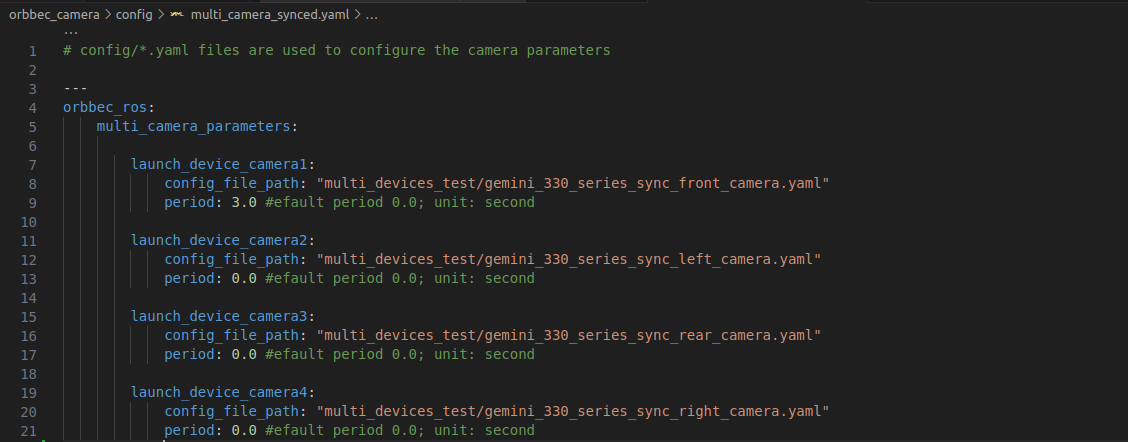 orbbec_camera > config > multi_camera_synced.yaml > ...
...
1 # config/*.yaml files are used to configure the camera parameters
2
3 ---
4 orbbec_ros:
5     multi_camera_parameters:
6
7         launch_device_camera1:
8             config_file_path: "multi_devices_test/gemini_330_series_sync_front_camera.yaml"
9             period: 3.0 #efault period 0.0; unit: second
10
11         launch_device_camera2:
12             config_file_path: "multi_devices_test/gemini_330_series_sync_left_camera.yaml"
13             period: 0.0 #efault period 0.0; unit: second
14
15         launch_device_camera3:
16             config_file_path: "multi_devices_test/gemini_330_series_sync_rear_camera.yaml"
17             period: 0.0 #efault period 0.0; unit: second
18
19         launch_device_camera4:
20             config_file_path: "multi_devices_test/gemini_330_series_sync_right_camera.yaml"
21             period: 0.0 #efault period 0.0; unit: second